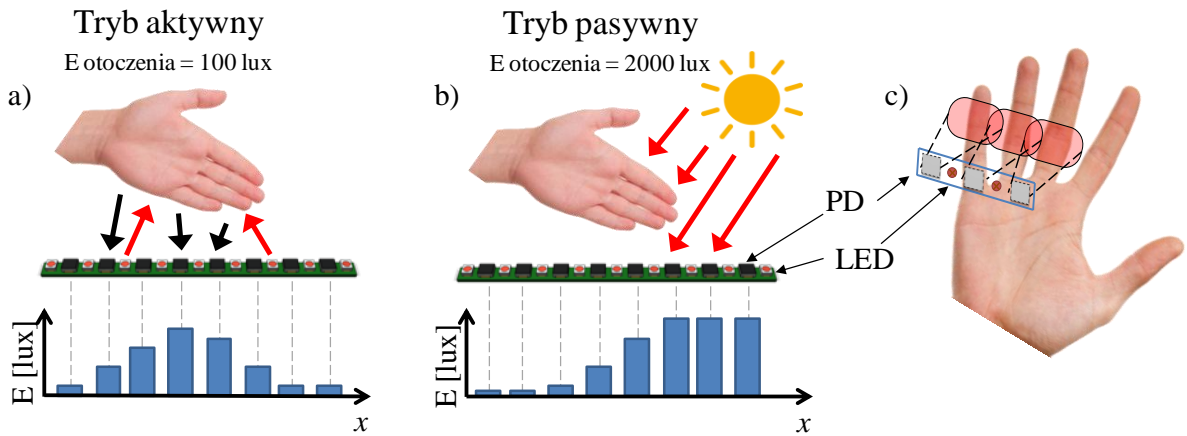 Tryb aktywny
E otoczenia = 100 lux
a)
E [lux]
x
Tryb pasywny
E otoczenia = 2000 lux
b)
E [lux]
x
c)
PD
LED